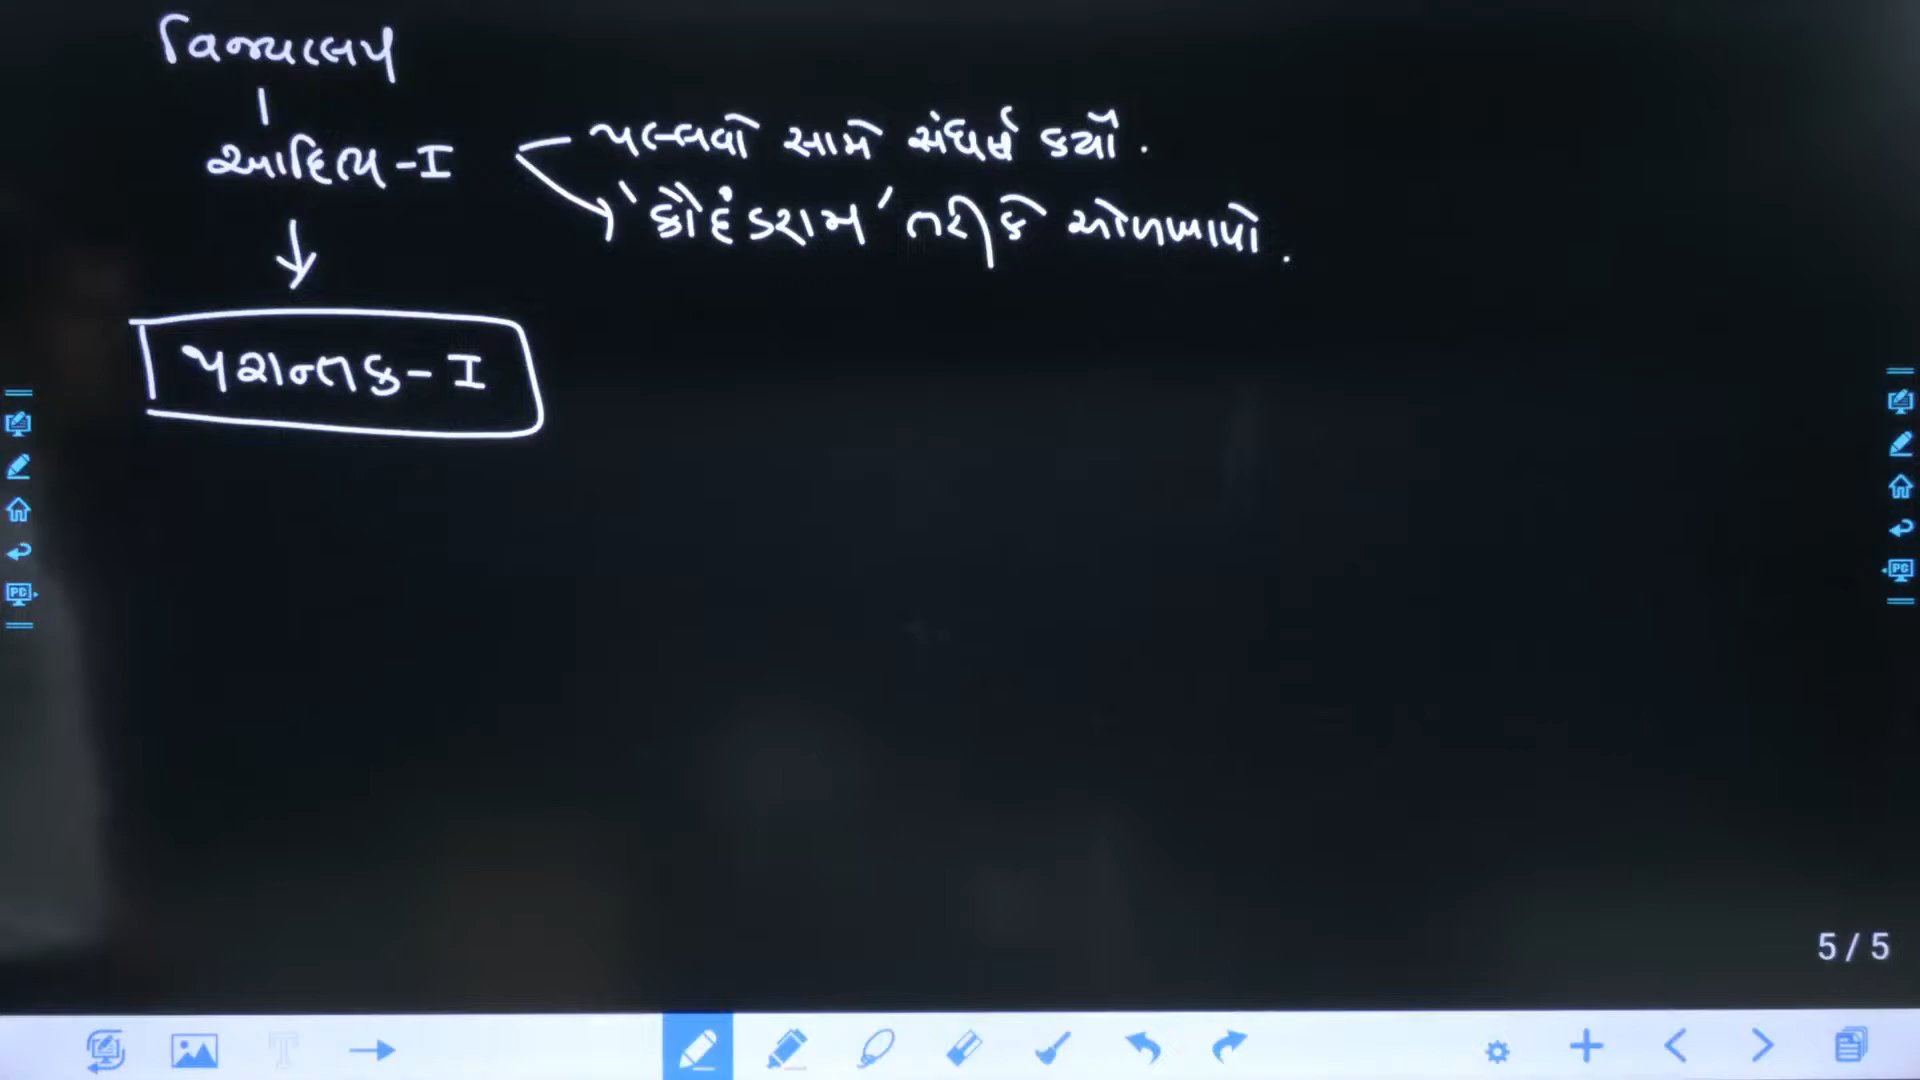 વિજયાલય
આદિત્ય-I
પલ્લવો સામે સંઘર્ષ કર્યો.
'કોદંડરામ' તરીકે ઓળખાયો.
પરાન્તક-I
5 / 5